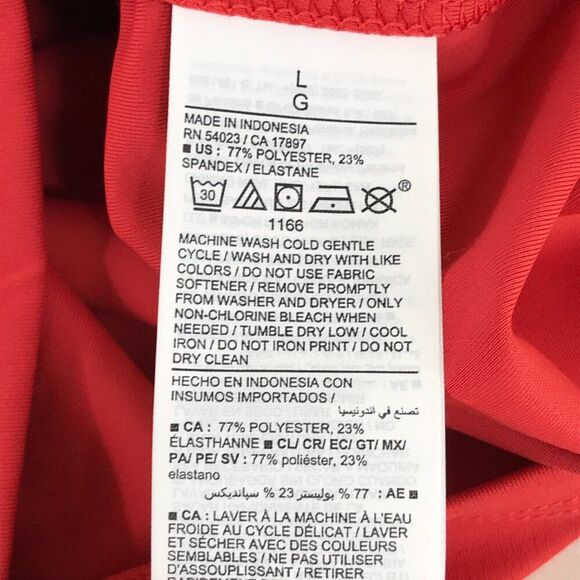 L
G
MADE IN INDONESIA
RN 54023 / CA 17897
■ US : 77% POLYESTER, 23%
SPANDEX / ELASTANE
30
®
1166
MACHINE WASH COLD GENTLE
CYCLE / WASH AND DRY WITH LIKE
COLORS / DO NOT USE FABRIC
SOFTENER / REMOVE PROMPTLY
FROM WASHER AND DRYER / ONLY
NON-CHLORINE BLEACH WHEN
NEEDED / TUMBLE DRY LOW / COOL
IRON / DO NOT IRON PRINT / DO NOT
DRY CLEAN
HECHO EN INDONESIA CON
INSUMOS IMPORTADOS /
تصنع في اندونيسيا
■ CA : 77% POLYESTER, 23%
ÉLASTHANNE ■ CL/ CR/ EC/ GT/ MX/
PA/ PE/ SV : 77% poliéster, 23%
elastano
■ AE : 77 % بوليستر 23 % سباندیکس
■ CA : LAVER À LA MACHINE À L'EAU
FROIDE AU CYCLE DÉLICAT / LAVER
ET SÉCHER AVEC DES COULEURS
SEMBLABLES / NE PAS UTILISER
D'ASSOUPLISSANT / RETIRER